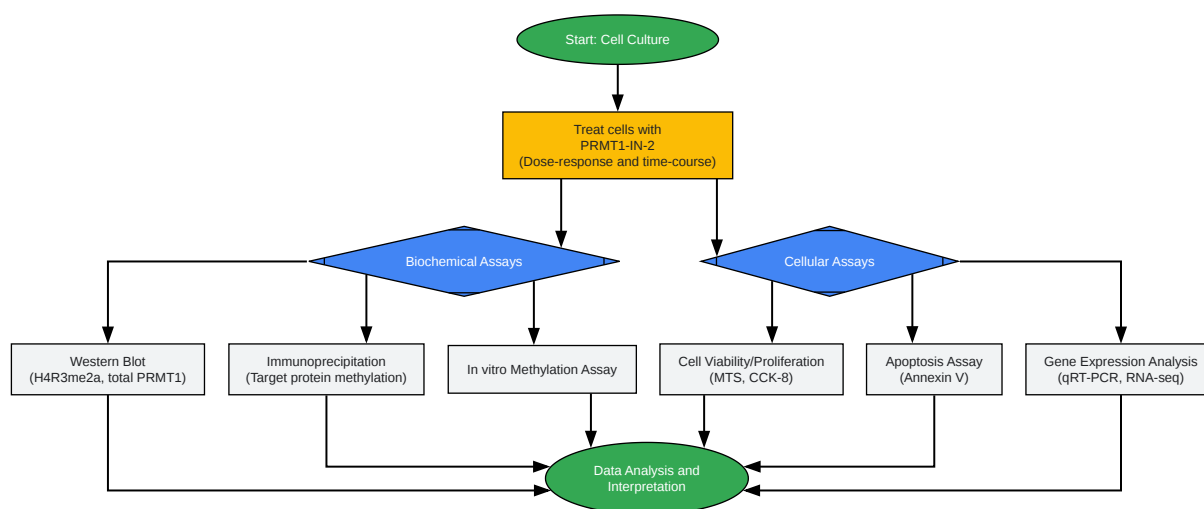 Start: Cell Culture
Treat cells with
PRMT1-IN-2
(Dose-response and time-course)
Biochemical Assays
Cellular Assays
Western Blot
(H4R3me2a, total PRMT1)
Immunoprecipitation
(Target protein methylation)
In vitro Methylation Assay
Cell Viability/Proliferation
(MTS, CCK-8)
Apoptosis Assay
(Annexin V)
Gene Expression Analysis
(qRT-PCR, RNA-seq)
Data Analysis and
Interpretation